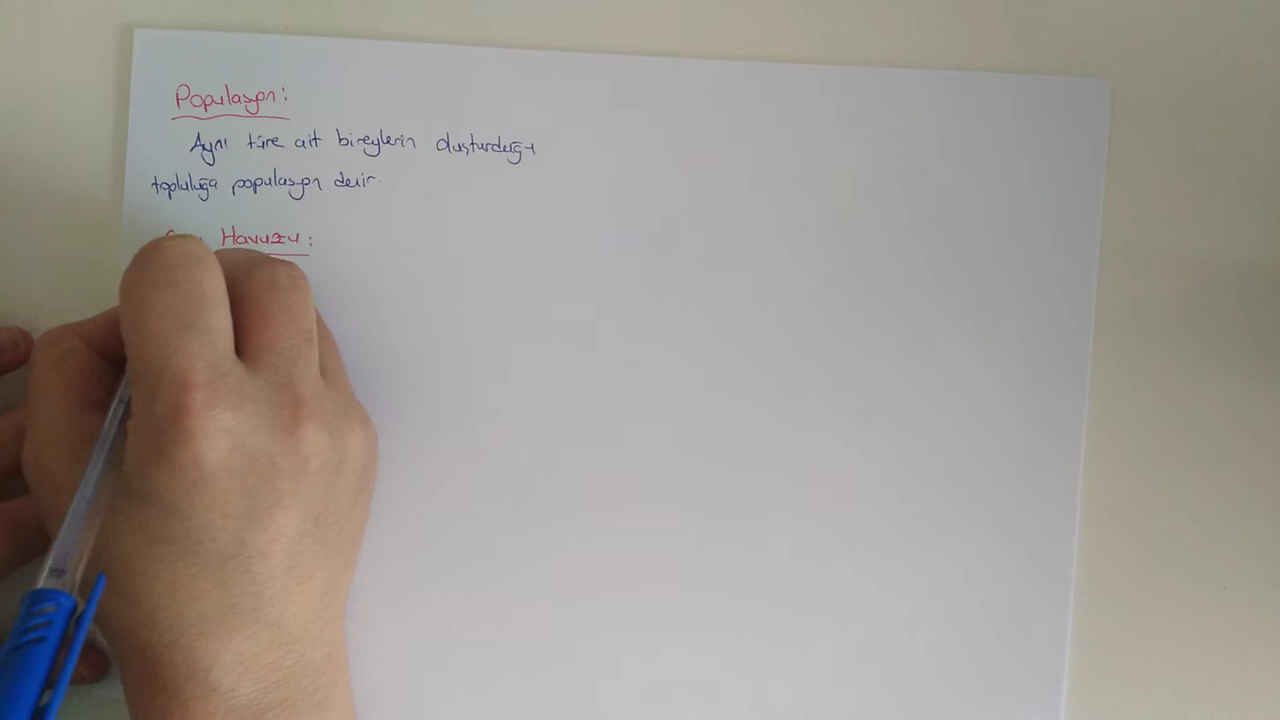 Populasyon:
Aynı türe ait bireylerin oluşturduğu
topluluğa populasyon denir.
Havuzu: